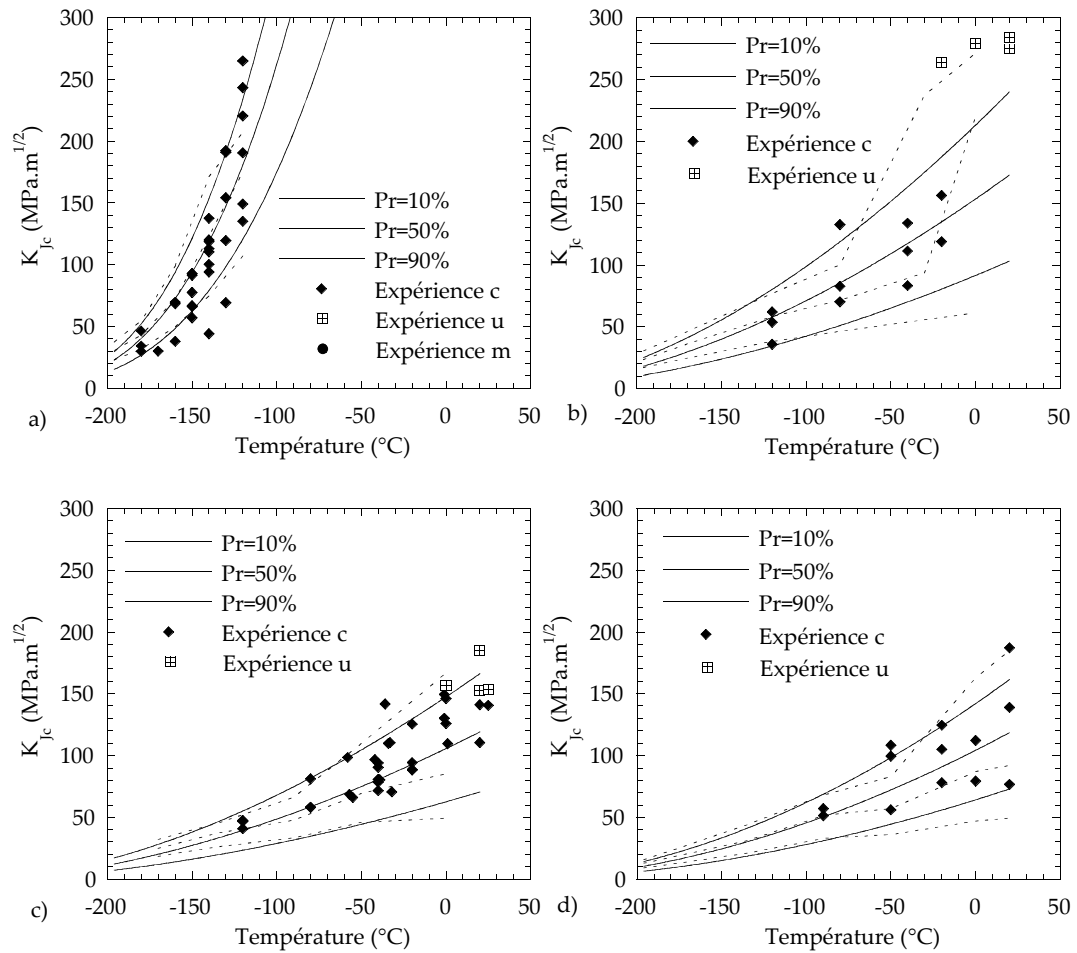 300
250
200
150
100
50
0
K_Jc (MPa.m^1/2)
Pr=10%
Pr=50%
Pr=90%
Expérience c
Expérience u
Expérience m
-200 -150 -100 -50 0 50
a)
Température (°C)
300
250
200
150
100
50
0
K_Jc (MPa.m^1/2)
Pr=10%
Pr=50%
Pr=90%
Expérience c
Expérience u
-200 -150 -100 -50 0 50
b)
Température (°C)
300
250
200
150
100
50
0
K_Jc (MPa.m^1/2)
Pr=10%
Pr=50%
Pr=90%
Expérience c
Expérience u
-200 -150 -100 -50 0 50
c)
Température (°C)
300
250
200
150
100
50
0
K_Jc (MPa.m^1/2)
Pr=10%
Pr=50%
Pr=90%
Expérience c
Expérience u
-200 -150 -100 -50 0 50
d)
Température (°C)